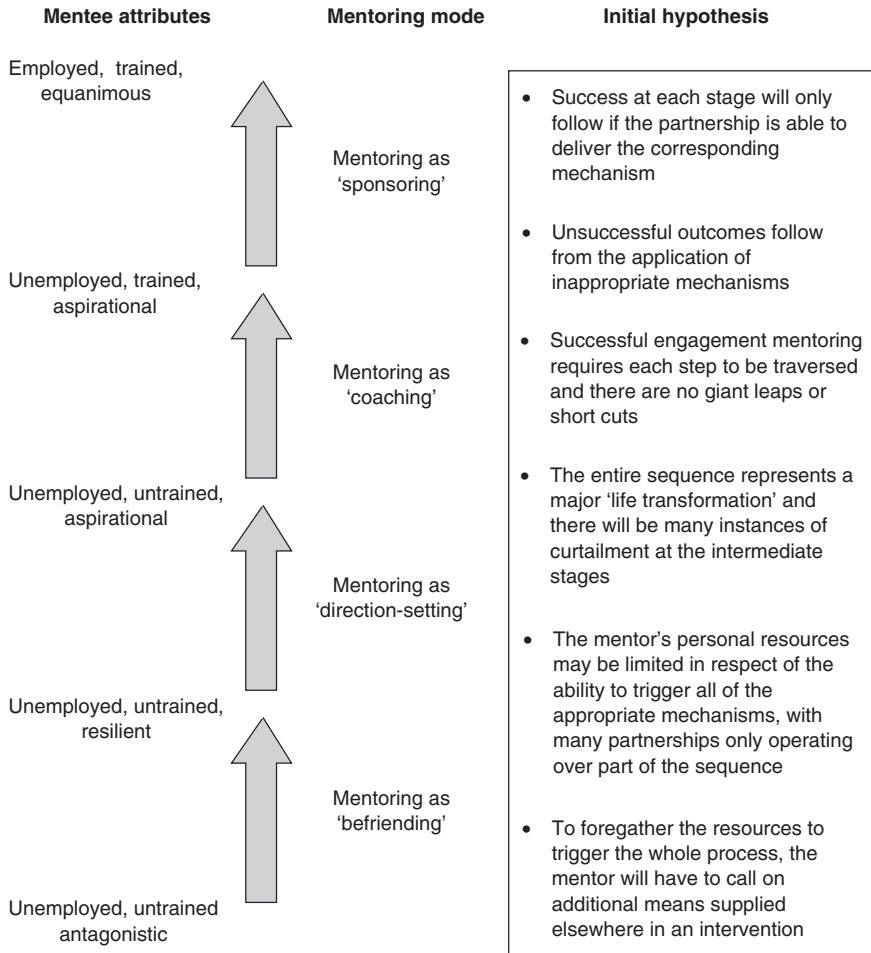 Mentee attributes
Mentoring mode
Initial hypothesis
Employed, trained,
equanimous
Mentoring as
‘sponsoring’
Unemployed, trained,
aspirational
Mentoring as
‘coaching’
Unemployed, untrained,
aspirational
Mentoring as
‘direction-setting’
Unemployed, untrained,
resilient
Mentoring as
‘befriending’
Unemployed, untrained
antagonistic
• Success at each stage will only
follow if the partnership is able to
deliver the corresponding
mechanism
• Unsuccessful outcomes follow
from the application of
inappropriate mechanisms
• Successful engagement mentoring
requires each step to be traversed
and there are no giant leaps or
short cuts
• The entire sequence represents a
major ‘life transformation’ and
there will be many instances of
curtailment at the intermediate
stages
• The mentor’s personal resources
may be limited in respect of the
ability to trigger all of the
appropriate mechanisms, with
many partnerships only operating
over part of the sequence
• To foregather the resources to
trigger the whole process, the
mentor will have to call on
additional means supplied
elsewhere in an intervention